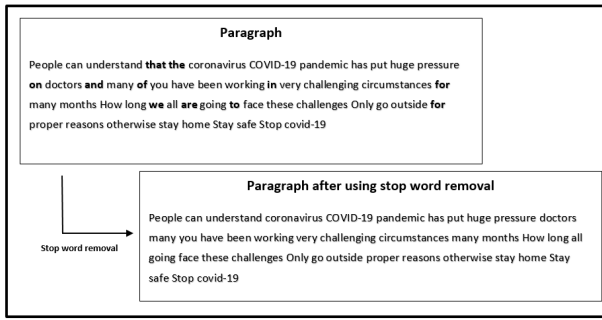 Paragraph
People can understand that the coronavirus COVID-19 pandemic has put huge pressure
on doctors and many of you have been working in very challenging circumstances for
many months How long we all are going to face these challenges Only go outside for
proper reasons otherwise stay home Stay safe Stop covid-19
Paragraph after using stop word removal
People can understand coronavirus COVID-19 pandemic has put huge pressure doctors
many you have been working very challenging circumstances many months How long all
going face these challenges Only go outside proper reasons otherwise stay home Stay
safe Stop covid-19
Stop word removal